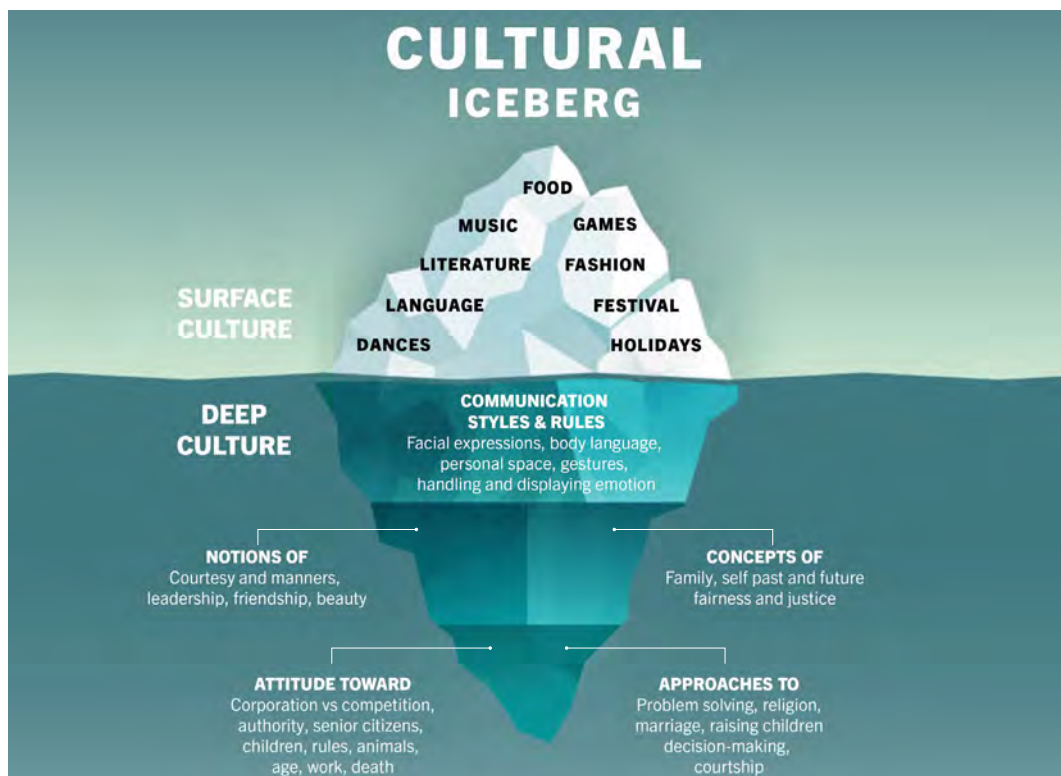 CULTURAL
ICEBERG
FOOD
MUSIC
GAMES
LITERATURE
FASHION
SURFACE
CULTURE
LANGUAGE
FESTIVAL
DANCES
HOLIDAYS
DEEP
CULTURE
COMMUNICATION
STYLES & RULES
Facial expressions, body language,
personal space, gestures,
handling and displaying emotion
NOTIONS OF
Courtesy and manners,
leadership, friendship, beauty
CONCEPTS OF
Family, self past and future
fairness and justice
ATTITUDE TOWARD
Corporation vs competition,
authority, senior citizens,
children, rules, animals,
age, work, death
APPROACHES TO
Problem solving, religion,
marriage, raising children
decision-making,
courtship